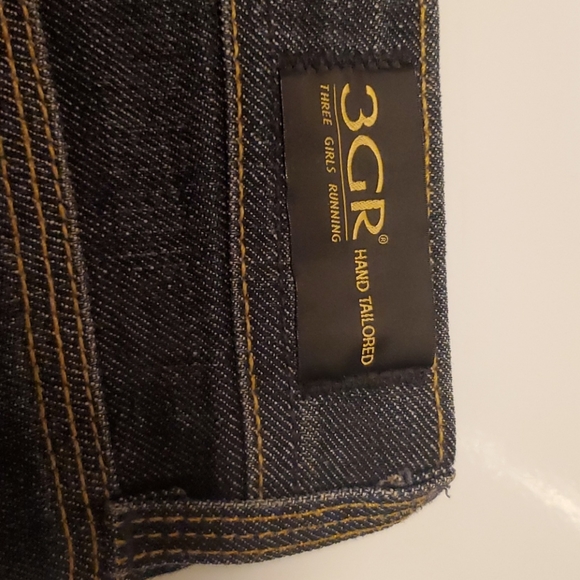 3GR®
THREE GIRLS RUNNING
HAND TAILORED